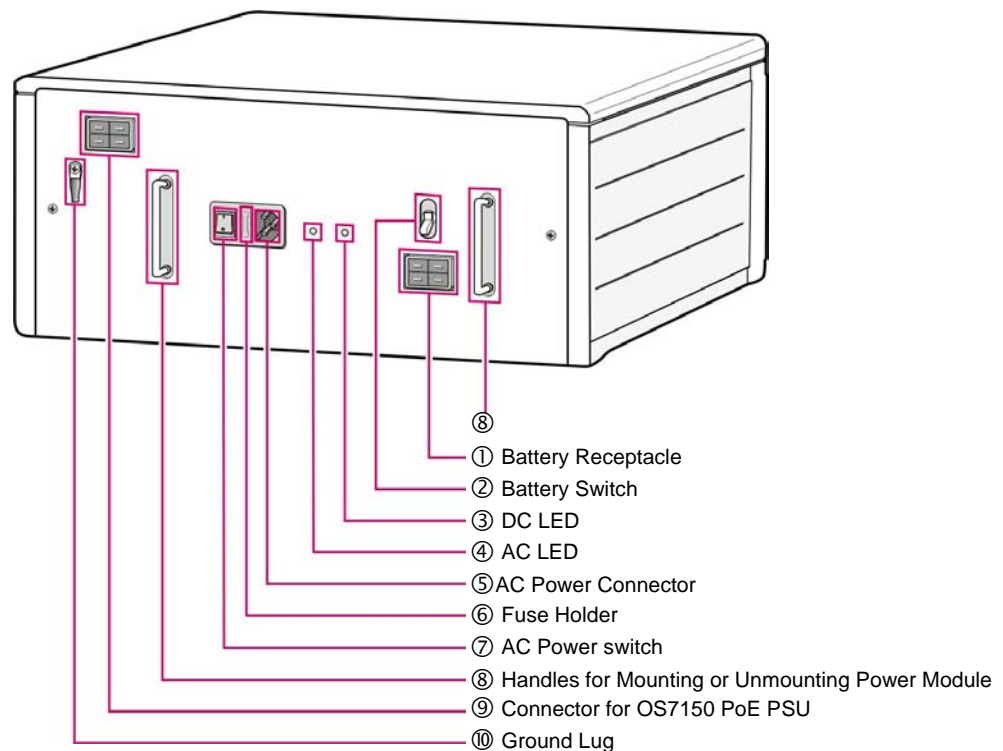 ⑧
① Battery Receptacle
② Battery Switch
③ DC LED
④ AC LED
⑤AC Power Connector
⑥ Fuse Holder
⑦ AC Power switch
⑧ Handles for Mounting or Unmounting Power Module
⑨ Connector for OS7150 PoE PSU
⑩ Ground Lug